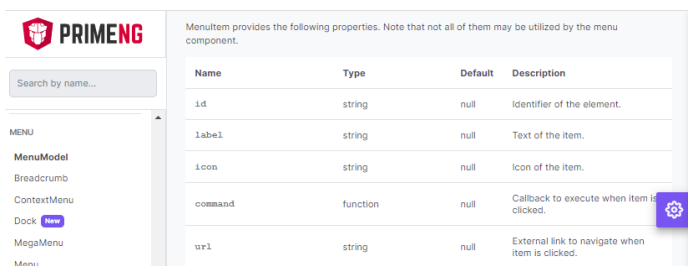 PRIMENG
Search by name...
MENU
MenuModel
Breadcrumb
ContextMenu
Dock New
MegaMenu
Menu
MenuItem provides the following properties. Note that not all of them may be utilized by the menu
component.
Name Type Default Description
id string null Identifier of the element.
label string null Text of the item.
icon string null Icon of the item.
command function null Callback to execute when item is
clicked.
url string null External link to navigate when
item is clicked.